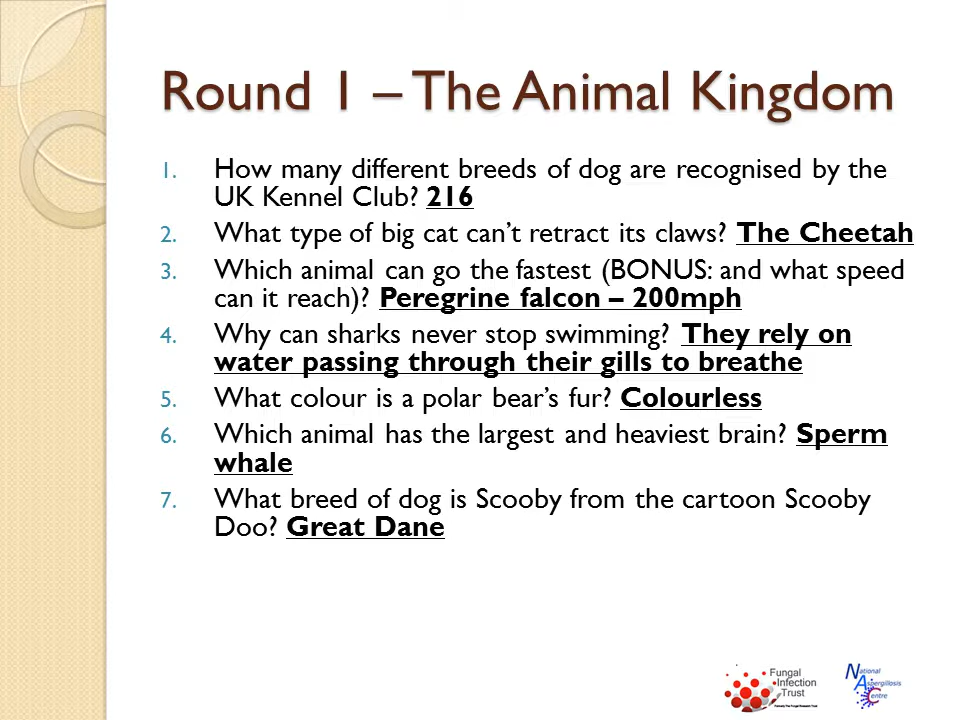 Round 1 – The Animal Kingdom
1. How many different breeds of dog are recognised by the
UK Kennel Club? 216
2. What type of big cat can't retract its claws? The Cheetah
3. Which animal can go the fastest (BONUS: and what speed
can it reach)? Peregrine falcon – 200mph
4. Why can sharks never stop swimming? They rely on
water passing through their gills to breathe
5. What colour is a polar bear's fur? Colourless
6. Which animal has the largest and heaviest brain? Sperm
whale
7. What breed of dog is Scooby from the cartoon Scooby
Doo? Great Dane
Fungal
Infection
Trust
Formerly The Fungal Research Trust
National
Aspergillosis
Centre